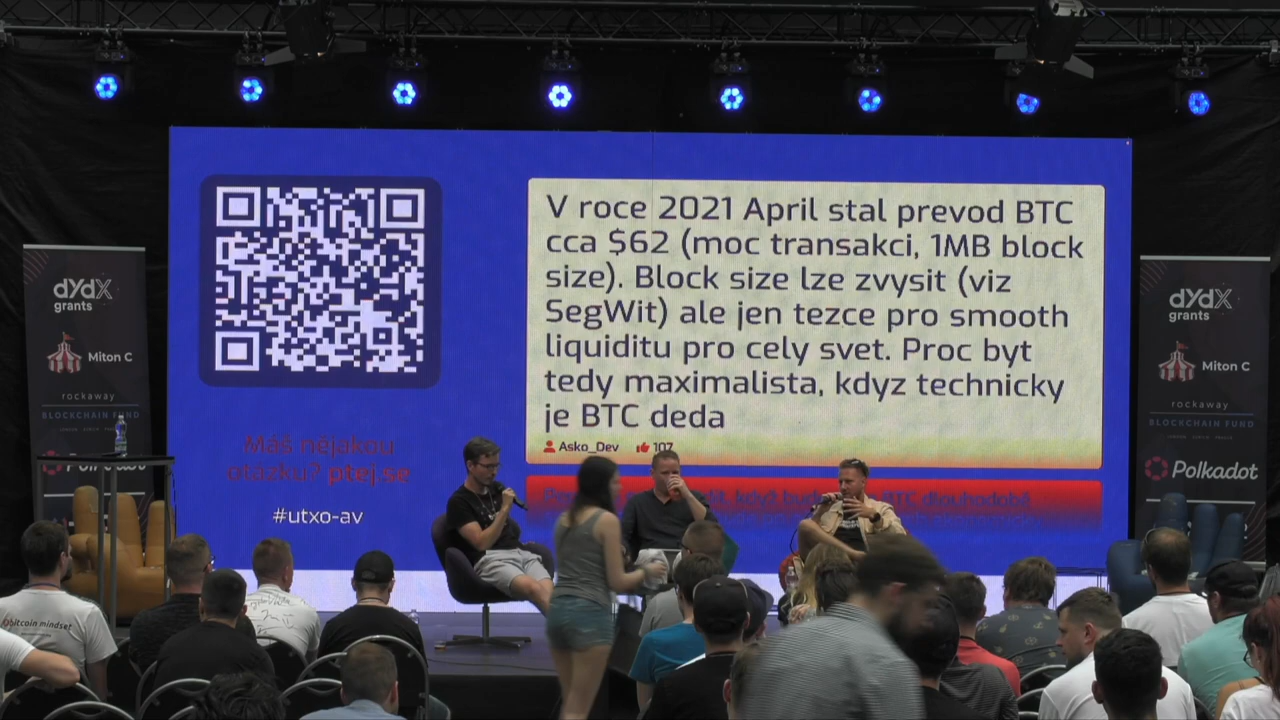 V roce 2021 April stal prevod BTC
cca $62 (moc transakci, 1MB block
size). Block size lze zvysit (viz
SegWit) ale jen tezce pro smooth
liquiditu pro cely svet. Proc byt
tedy maximalista, kdyz technicky
je BTC deda
Asko_Dev 107
Máš nějakou
otázku? ptej se
#utxo-av
dYdX
grants
Miton C
rockaway
BLOCKCHAIN FUND
dYdX
grants
Miton C
rockaway
BLOCKCHAIN FUND
Polkadot
bitcoin mindset